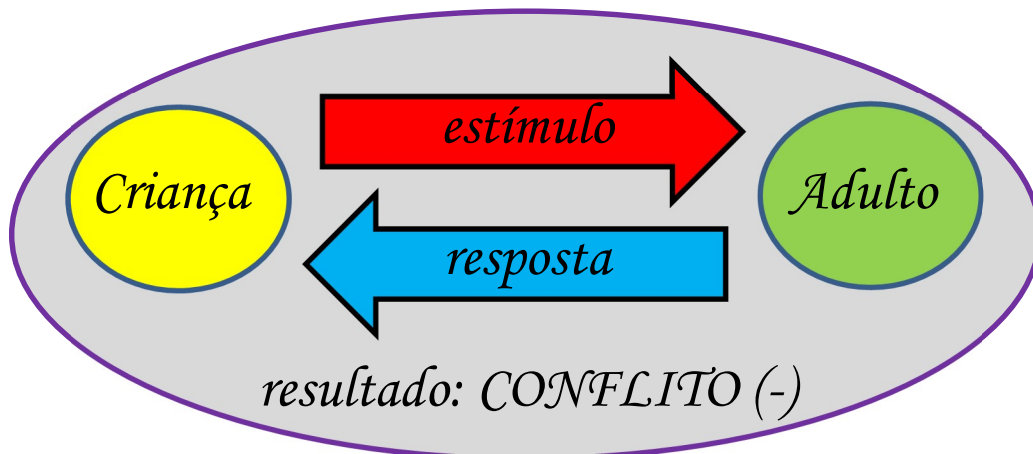 estímulo
Criança
Adulto
resposta
resultado: CONFLITO (-)